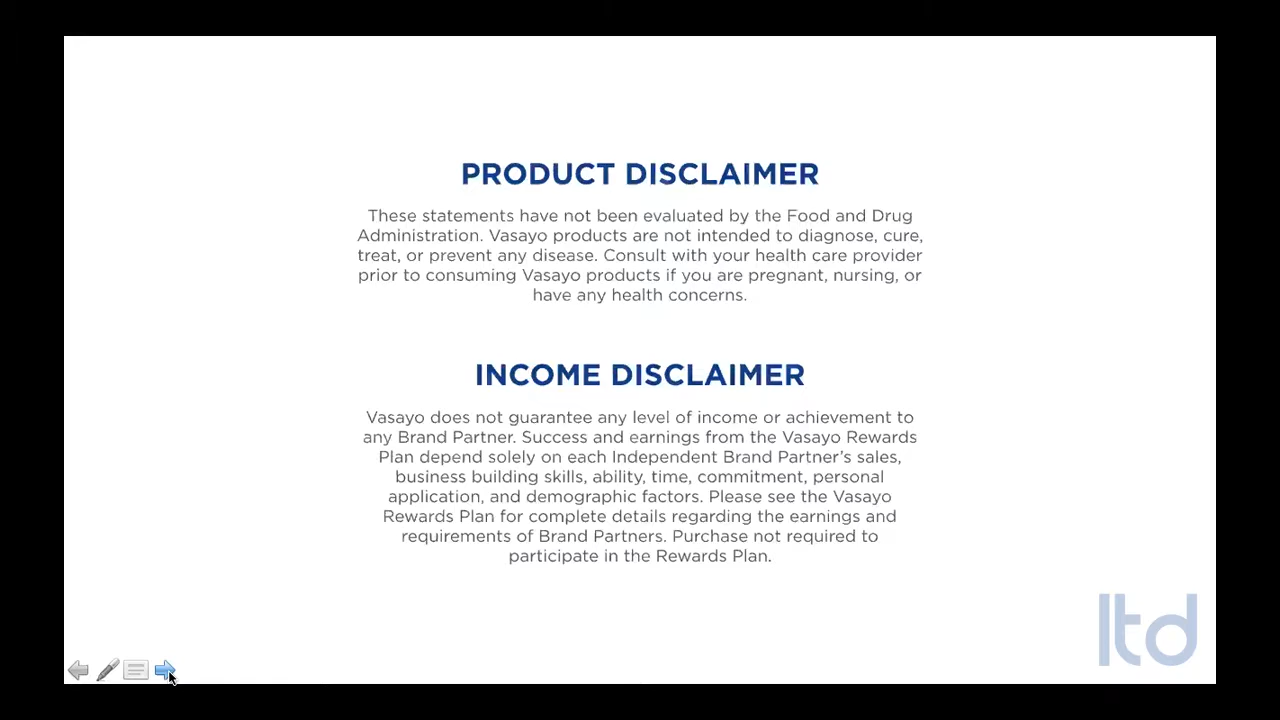 PRODUCT DISCLAIMER
These statements have not been evaluated by the Food and Drug
Administration. Vasayo products are not intended to diagnose, cure,
treat, or prevent any disease. Consult with your health care provider
prior to consuming Vasayo products if you are pregnant, nursing, or
have any health concerns.
INCOME DISCLAIMER
Vasayo does not guarantee any level of income or achievement to
any Brand Partner. Success and earnings from the Vasayo Rewards
Plan depend solely on each Independent Brand Partner’s sales,
business building skills, ability, time, commitment, personal
application, and demographic factors. Please see the Vasayo
Rewards Plan for complete details regarding the earnings and
requirements of Brand Partners. Purchase not required to
participate in the Rewards Plan.
ltd